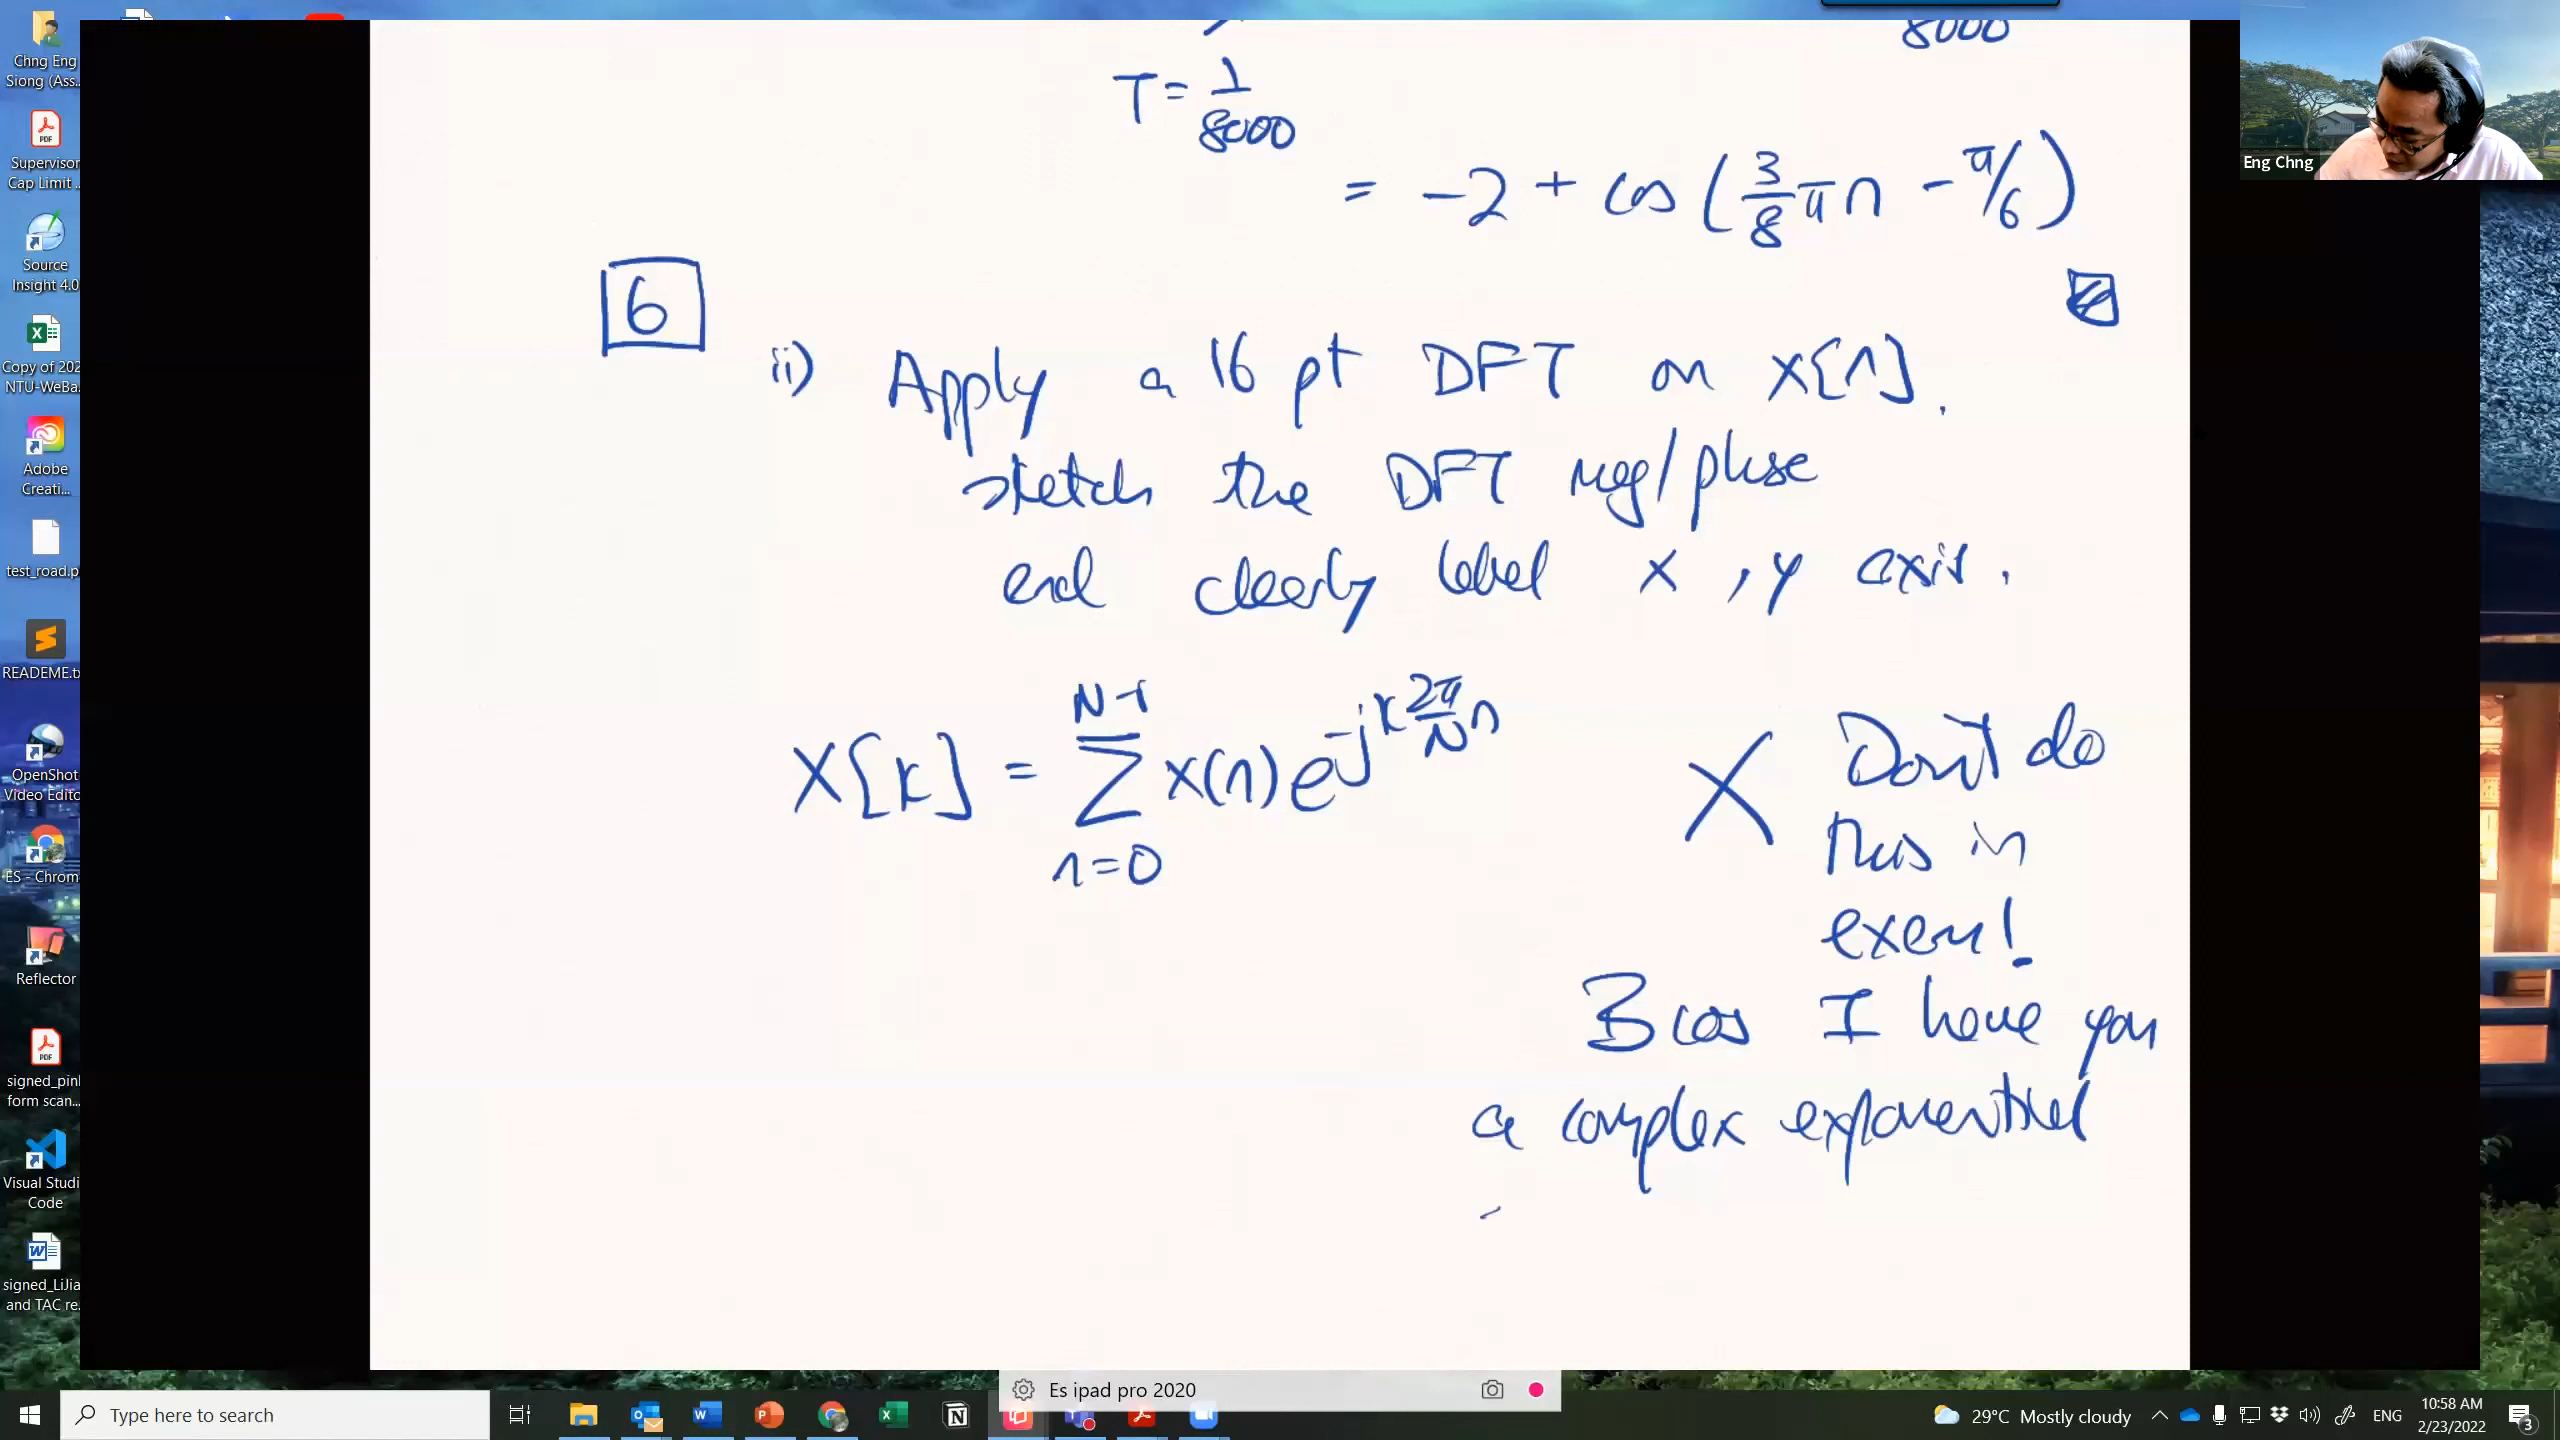 8000
T = 1/8000
= -2 + cos(3/8 πn - π/6)
6
ii) Apply a 16 pt DFT on x[n].
sketch the DFT mag/phase
and clearly label x, y axis.
X[k] = Σ x(n) e^-jk 2π/N n
N-1
n=0
X Don't do
this in
exam!
Bcos I have you
a complex exponential
Eng Chng
Chng Eng
Siong (Ass...
Supervisor
Cap Limit ...
Source
Insight 4.0
Copy of 202
NTU-WeBa...
Adobe
Creati...
test_road.p
READEME.t
OpenShot
Video Edito
ES - Chrom
Reflector
signed_pin
form scan...
Visual Studi
Code
signed_LiJia
and TAC re...
Es ipad pro 2020
Type here to search
29°C Mostly cloudy
ENG
10:58 AM
2/23/2022
3